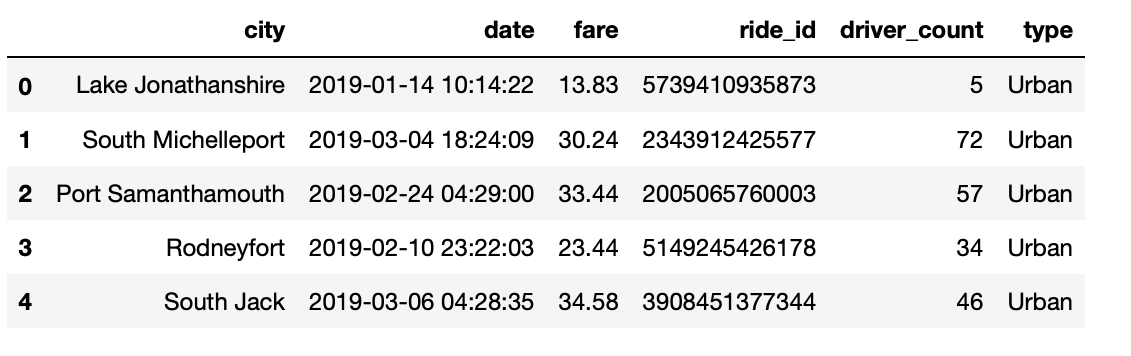 city date fare ride_id driver_count type
0 Lake Jonathanshire 2019-01-14 10:14:22 13.83 5739410935873 5 Urban
1 South Michelleport 2019-03-04 18:24:09 30.24 2343912425577 72 Urban
2 Port Samanthamouth 2019-02-24 04:29:00 33.44 2005065760003 57 Urban
3 Rodneyfort 2019-02-10 23:22:03 23.44 5149245426178 34 Urban
4 South Jack 2019-03-06 04:28:35 34.58 3908451377344 46 Urban